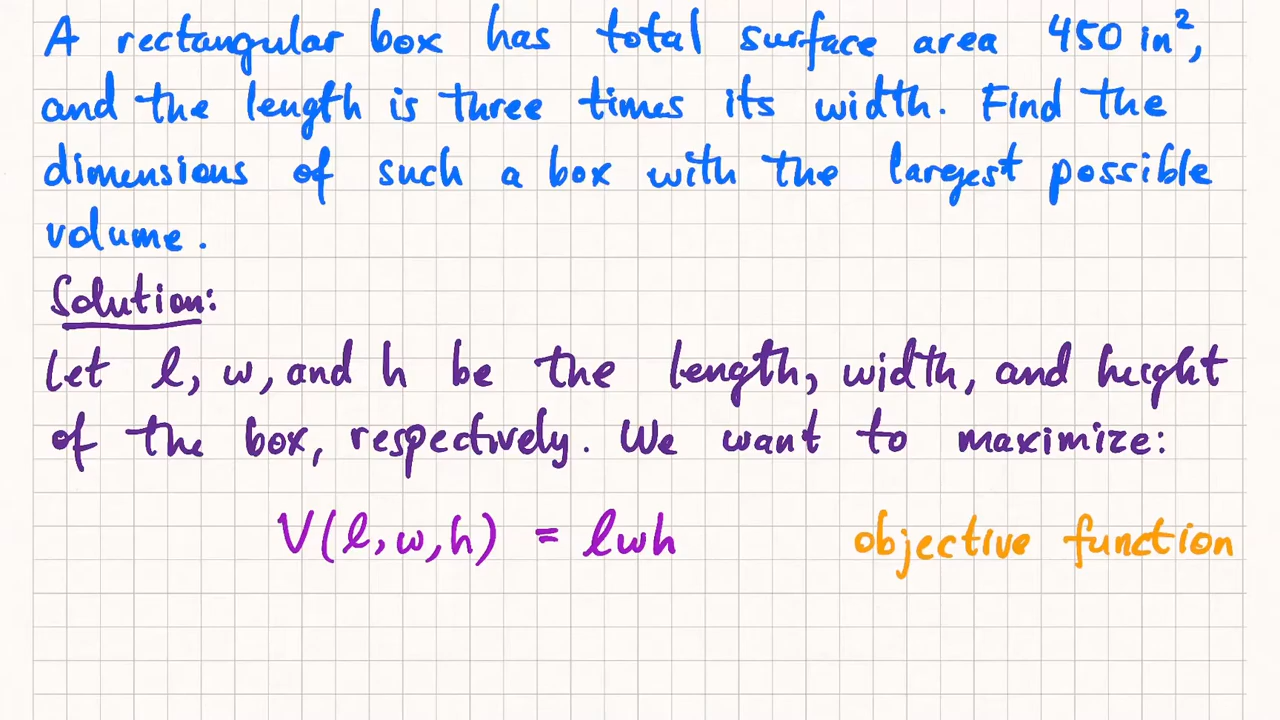 A rectangular box has total surface area 450 in²,
and the length is three times its width. Find the
dimensions of such a box with the largest possible
volume.
Solution:
Let l, w, and h be the length, width, and height
of the box, respectively. We want to maximize:
V(l,w,h) = lwh objective function